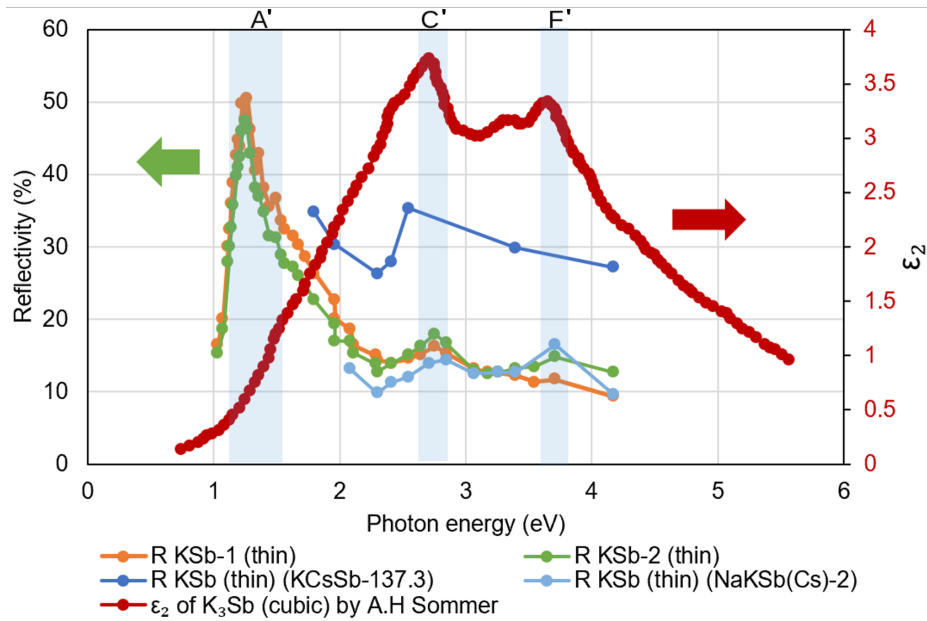 A' C' F'
60
50
40
30
20
10
0
Reflectivity (%)
4
3.5
3
2.5
2
1.5
1
0.5
0
ε2
0 1 2 3 4 5 6
Photon energy (eV)
R KSb-1 (thin)
R KSb-2 (thin)
R KSb (thin) (KCsSb-137.3)
R KSb (thin) (NaKSb(Cs)-2)
ε2 of K3Sb (cubic) by A.H Sommer